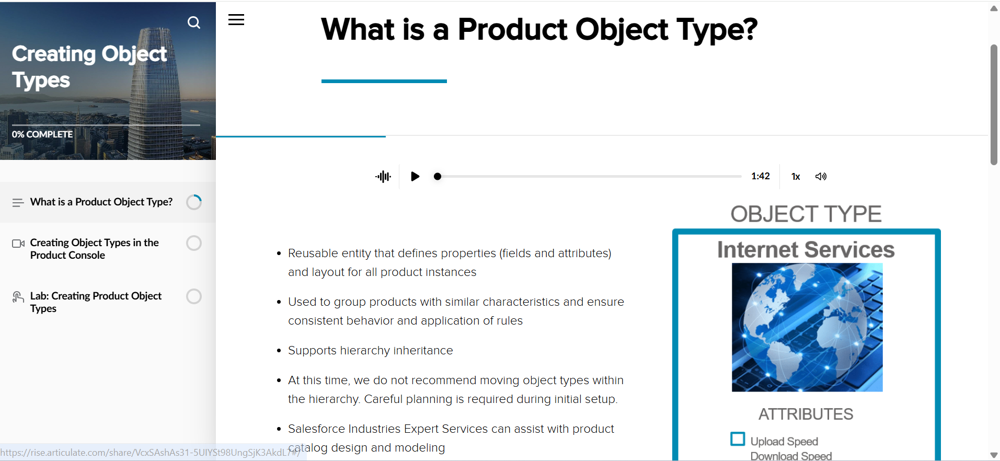 Creating Object
Types
0% COMPLETE
What is a Product Object Type?
Creating Object Types in the
Product Console
Lab: Creating Product Object
Types
https://rise.articulate.com/share/VcxSAshAs31-5UIYSt98UngSjK3AkdL7#/
What is a Product Object Type?
1:42
1x
• Reusable entity that defines properties (fields and attributes)
and layout for all product instances
• Used to group products with similar characteristics and ensure
consistent behavior and application of rules
• Supports hierarchy inheritance
• At this time, we do not recommend moving object types within
the hierarchy. Careful planning is required during initial setup.
• Salesforce Industries Expert Services can assist with product
catalog design and modeling
OBJECT TYPE
Internet Services
ATTRIBUTES
Upload Speed
Download Speed